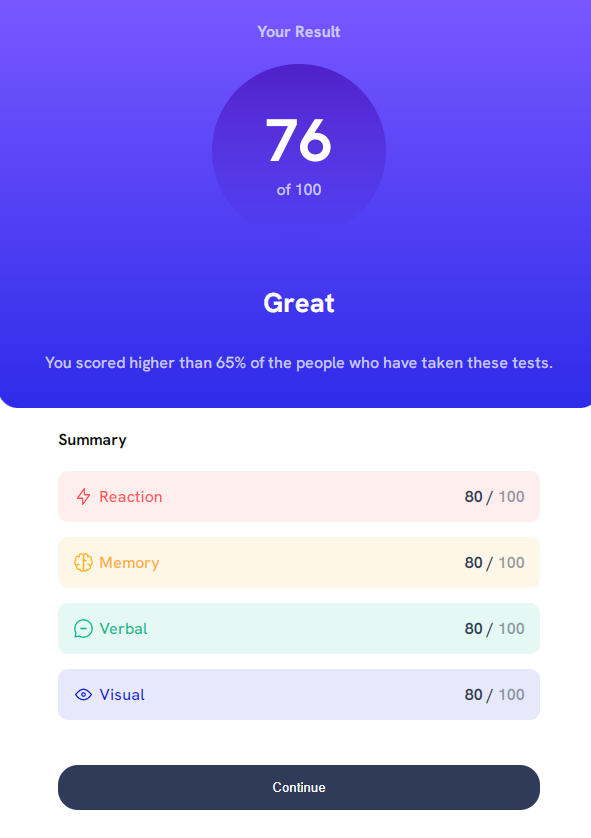 Your Result
76
of 100
Great
You scored higher than 65% of the people who have taken these tests.
Summary
Reaction 80 / 100
Memory 80 / 100
Verbal 80 / 100
Visual 80 / 100
Continue